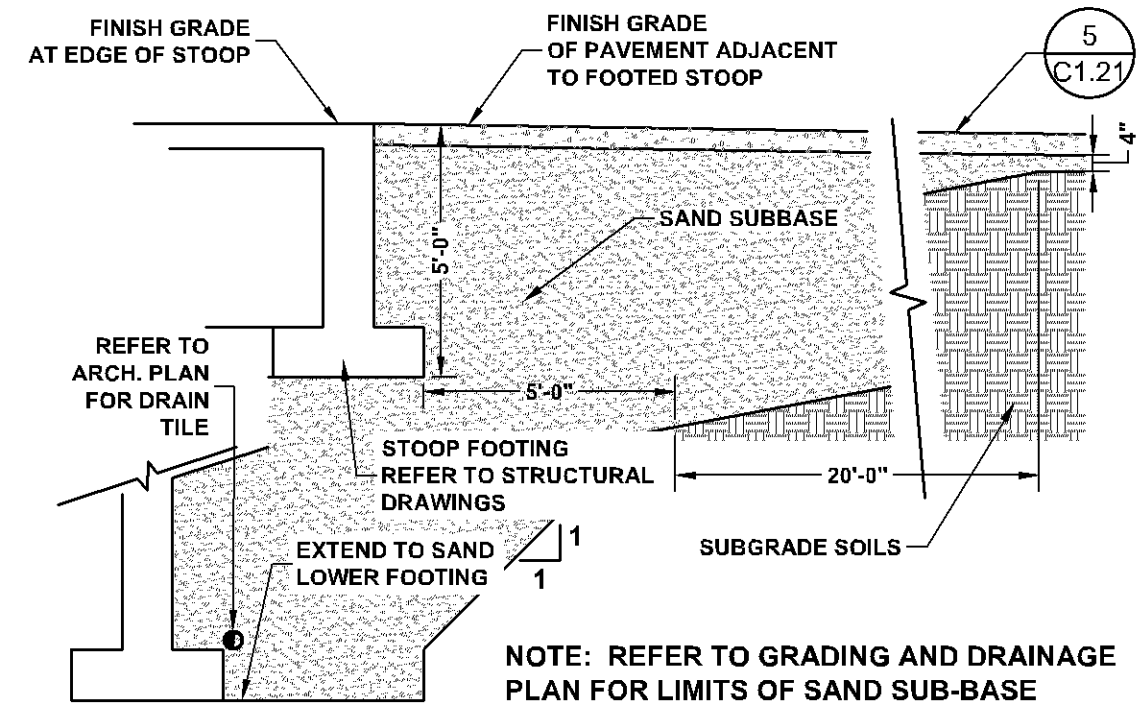 FINISH GRADE
AT EDGE OF STOOP
FINISH GRADE
OF PAVEMENT ADJACENT
TO FOOTED STOOP
5
C1.21
4"
SAND SUBBASE
5'-0"
REFER TO
ARCH. PLAN
FOR DRAIN
TILE
5'-0"
STOOP FOOTING
REFER TO STRUCTURAL
DRAWINGS
20'-0"
EXTEND TO SAND
LOWER FOOTING
1
1
SUBGRADE SOILS
NOTE: REFER TO GRADING AND DRAINAGE
PLAN FOR LIMITS OF SAND SUB-BASE